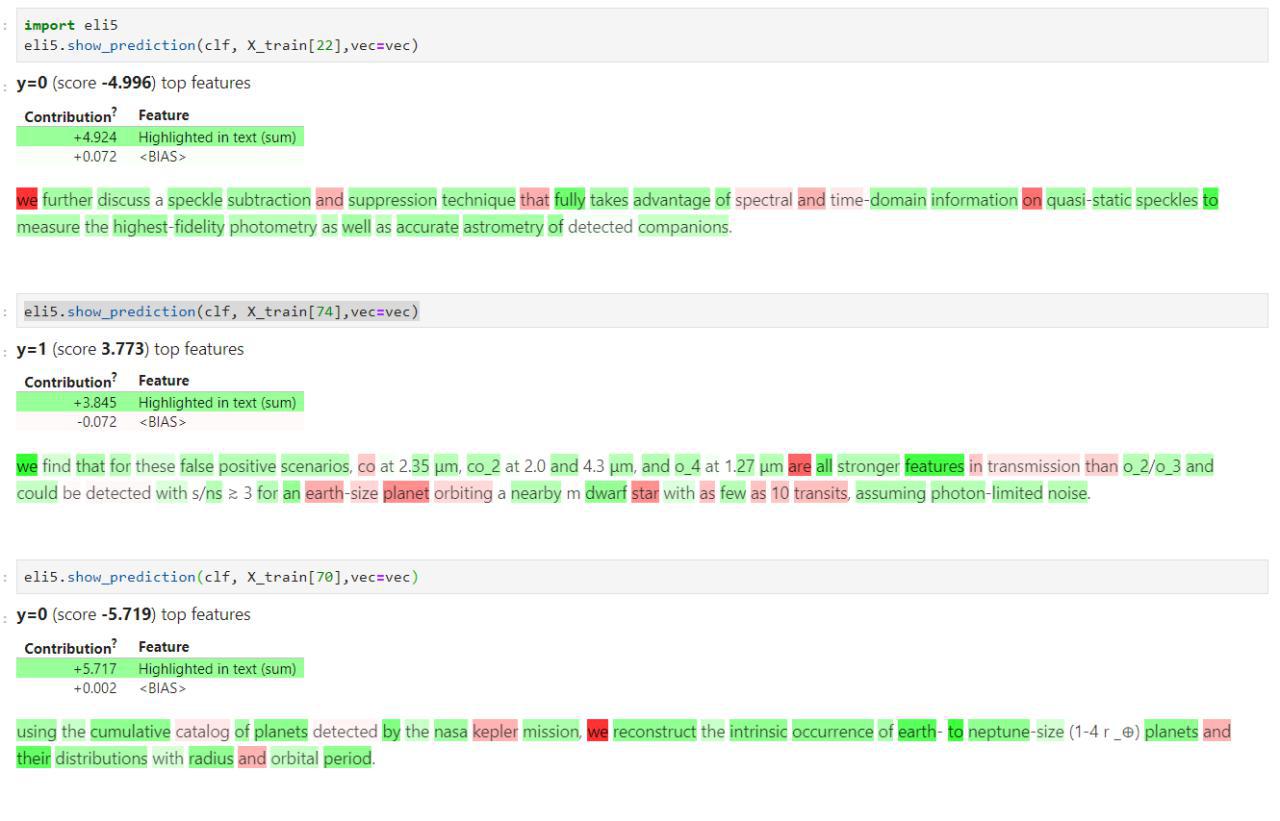 :
import eli5
eli5.show_prediction(clf, X_train[22],vec=vec)
:
y=0 (score -4.996) top features
Contribution? Feature
+4.924 Highlighted in text (sum)
+0.072 <BIAS>
we further discuss a speckle subtraction and suppression technique that fully takes advantage of spectral and time-domain information on quasi-static speckles to
measure the highest-fidelity photometry as well as accurate astrometry of detected companions.
:
eli5.show_prediction(clf, X_train[74],vec=vec)
:
y=1 (score 3.773) top features
Contribution? Feature
+3.845 Highlighted in text (sum)
-0.072 <BIAS>
we find that for these false positive scenarios, co at 2.35 μm, co_2 at 2.0 and 4.3 μm, and o_4 at 1.27 μm are all stronger features in transmission than o_2/o_3 and
could be detected with s/ns ≳ 3 for an earth-size planet orbiting a nearby m dwarf star with as few as 10 transits, assuming photon-limited noise.
:
eli5.show_prediction(clf, X_train[70],vec=vec)
:
y=0 (score -5.719) top features
Contribution? Feature
+5.717 Highlighted in text (sum)
+0.002 <BIAS>
using the cumulative catalog of planets detected by the nasa kepler mission, we reconstruct the intrinsic occurrence of earth- to neptune-size (1-4 r _⊕) planets and
their distributions with radius and orbital period.